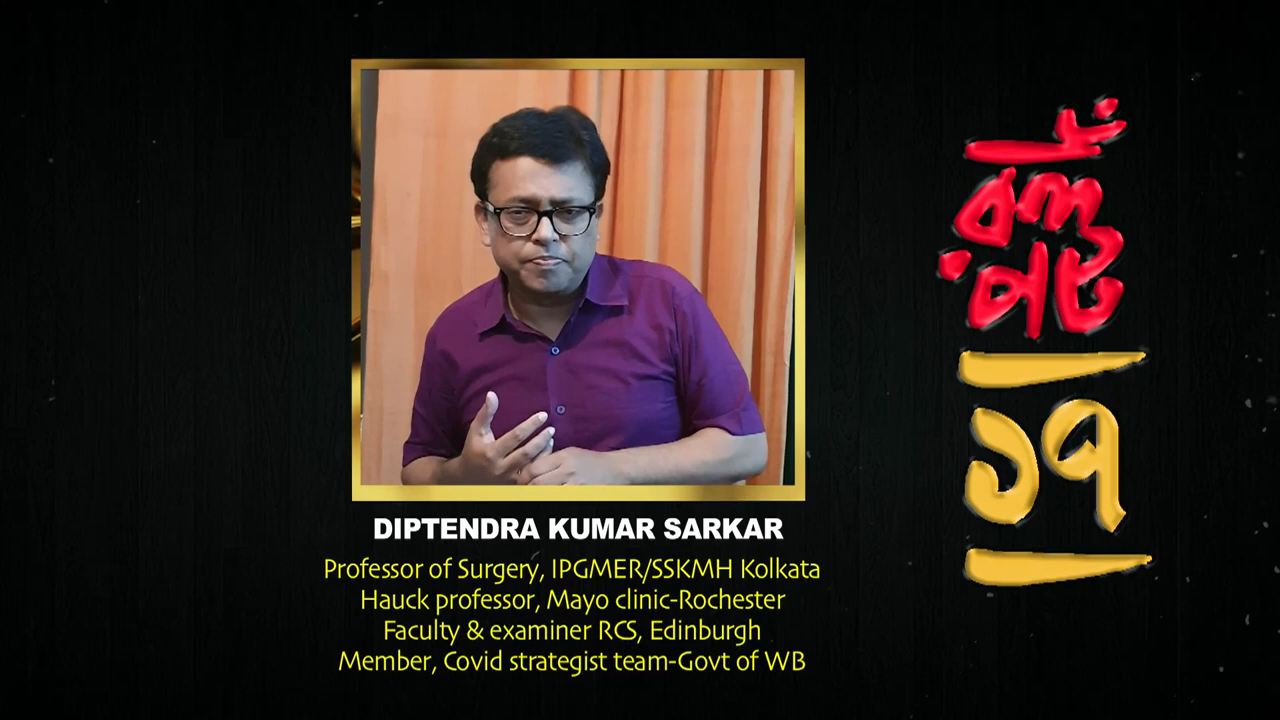 DIPTENDRA KUMAR SARKAR
Professor of Surgery, IPGMER/SSKMH Kolkata
Hauck professor, Mayo clinic-Rochester
Faculty & examiner RCS, Edinburgh
Member, Covid strategist team-Govt of WB
পট
১৭